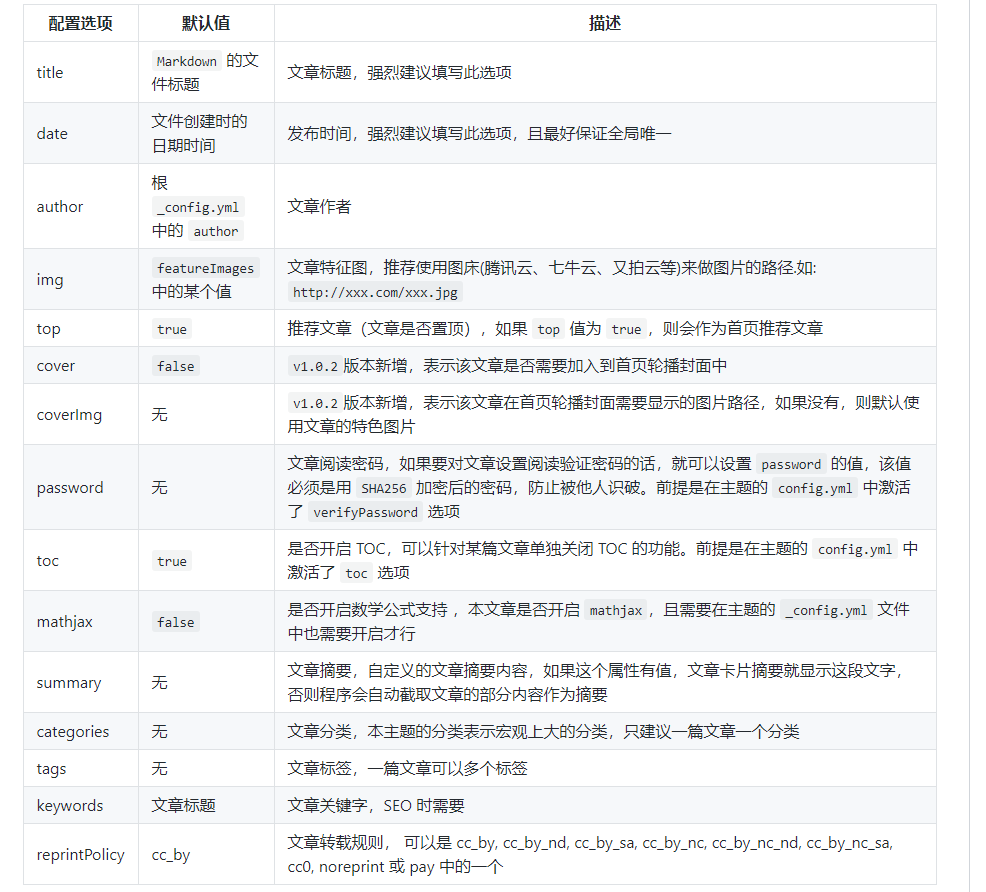 配置选项 默认值 描述
title Markdown 的文件标题 文章标题，强烈建议填写此选项
date 文件创建时的日期时间 发布时间，强烈建议填写此选项，且最好保证全局唯一
author 根 _config.yml 中的 author 文章作者
img featureImages 中的某个值 文章特征图，推荐使用图床(腾讯云、七牛云、又拍云等)来做图片的路径.如: http://xxx.com/xxx.jpg
top true 推荐文章（文章是否置顶），如果 top 值为 true，则会作为首页推荐文章
cover false v1.0.2版本新增，表示该文章是否需要加入到首页轮播封面中
coverImg 无 v1.0.2版本新增，表示该文章在首页轮播封面需要显示的图片路径，如果没有，则默认使用文章的特色图片
password 无 文章阅读密码，如果要对文章设置阅读验证密码的话，就可以设置 password 的值，该值必须是用 SHA256 加密后的密码，防止被他人识破。前提是在主题的 config.yml 中激活了 verifyPassword 选项
toc true 是否开启 TOC，可以针对某篇文章单独关闭 TOC 的功能。前提是在主题的 config.yml 中激活了 toc 选项
mathjax false 是否开启数学公式支持 ，本文章是否开启 mathjax，且需要在主题的 _config.yml 文件中也需要开启才行
summary 无 文章摘要，自定义的文章摘要内容，如果这个属性有值，文章卡片摘要就显示这段文字，否则程序会自动截取文章的部分内容作为摘要
categories 无 文章分类，本主题的分类表示宏观上大的分类，只建议一篇文章一个分类
tags 无 文章标签，一篇文章可以多个标签
keywords 文章标题 文章关键字，SEO 时需要
reprintPolicy cc_by 文章转载规则， 可以是 cc_by, cc_by_nd, cc_by_sa, cc_by_nc, cc_by_nc_nd, cc_by_nc_sa, cc0, noreprint 或 pay 中的一个